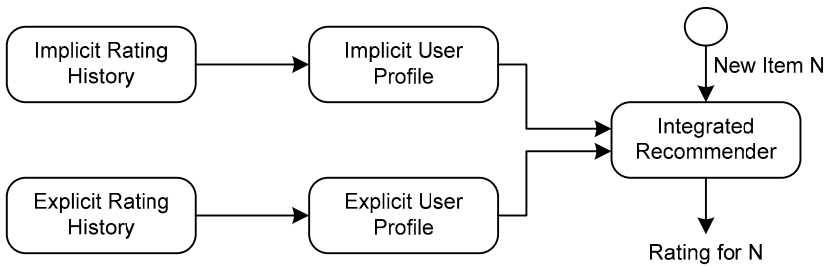 Implicit Rating
History
Implicit User
Profile
New Item N
Integrated
Recommender
Explicit Rating
History
Explicit User
Profile
Rating for N